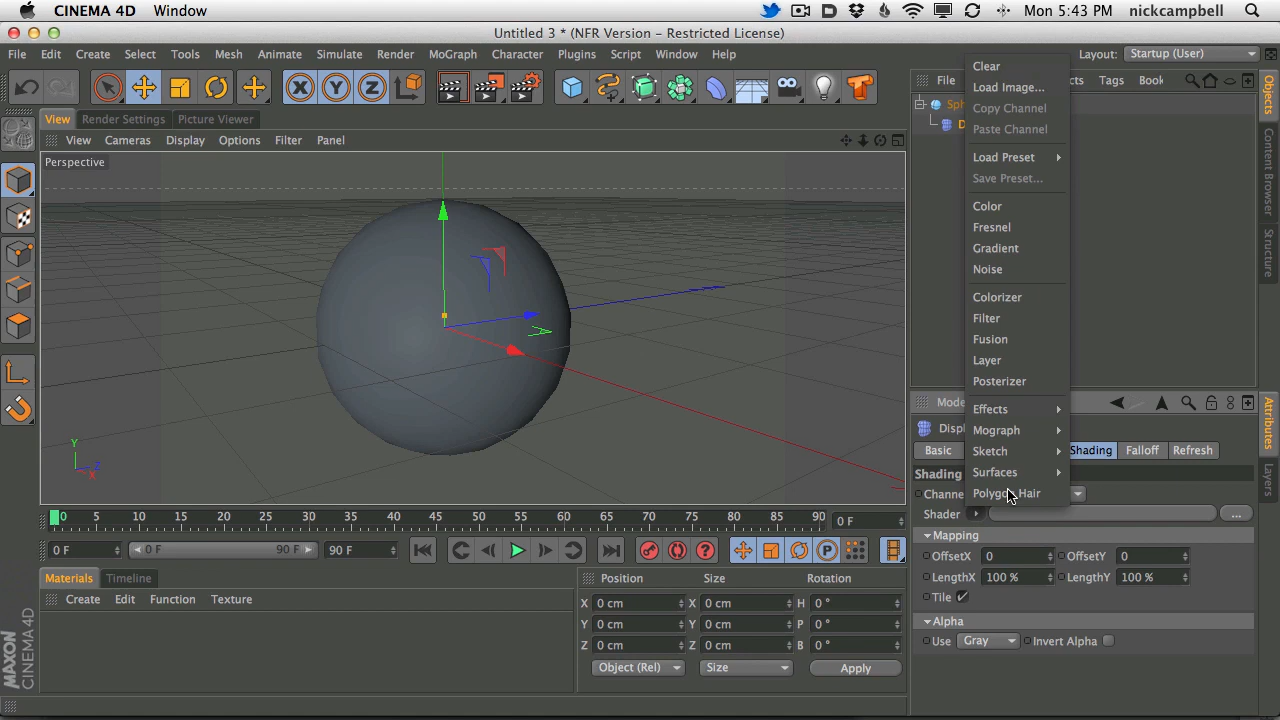 CINEMA 4D Window Mon 5:43 PM nickcampbell
Untitled 3 * (NFR Version - Restricted License)
File Edit Create Select Tools Mesh Animate Simulate Render MoGraph Character Plugins Script Window Help Layout: Startup (User)
X Y Z
File Tags Book
View Render Settings Picture Viewer
View Cameras Display Options Filter Panel
Perspective
Y
Z
X
Clear
Load Image...
Copy Channel
Paste Channel
Load Preset
Save Preset...
Color
Fresnel
Gradient
Noise
Colorizer
Filter
Fusion
Layer
Posterizer
Effects
Mograph
Sketch
Surfaces
Objects
Content Browser
Structure
Attributes
Layers
Basic Shading Falloff Refresh
Shading
Shader ...
Mapping
OffsetX 0 OffsetY 0
LengthX 100 % LengthY 100 %
Tile
Alpha
Use Gray Invert Alpha
0 5 10 15 20 25 30 35 40 45 50 55 60 65 70 75 80 85 90 0 F
0 F 0 F 90 F 90 F ? P
Materials Timeline
Create Edit Function Texture
Position Size Rotation
X 0 cm X 0 cm H 0 °
Y 0 cm Y 0 cm P 0 °
Z 0 cm Z 0 cm B 0 °
Object (Rel) Size Apply
MAXON
CINEMA 4D